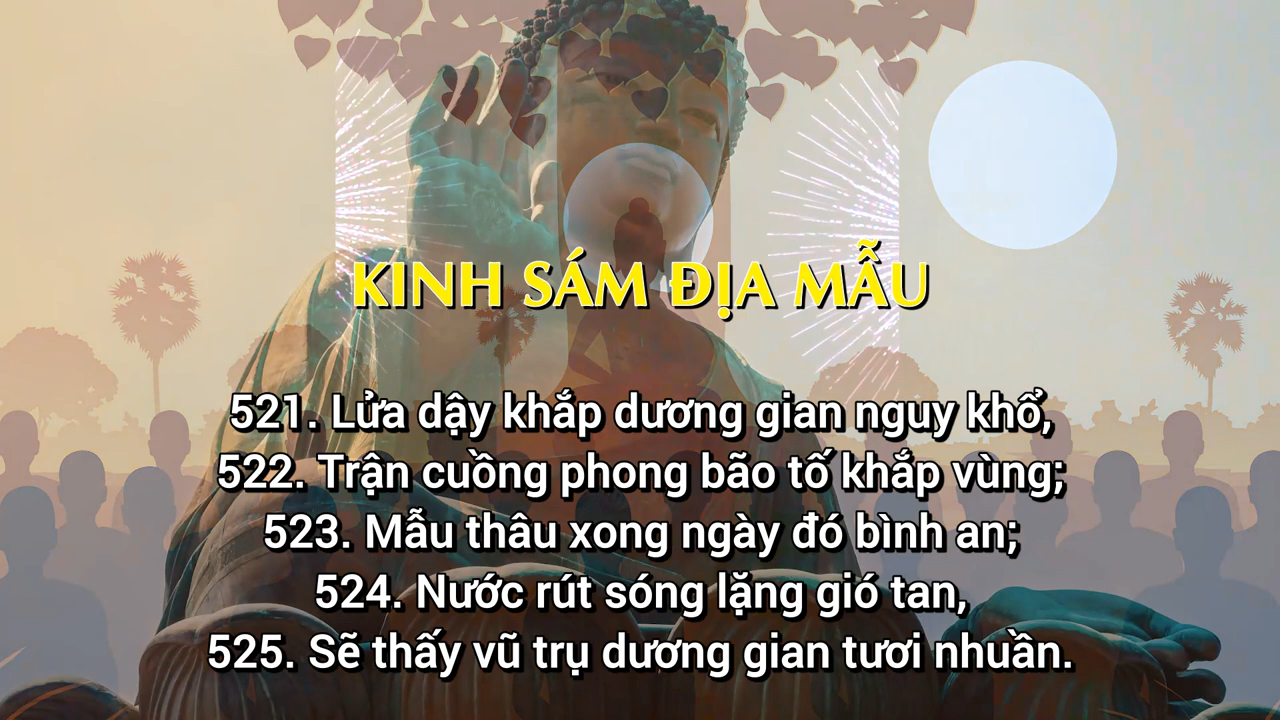 KINH SÁM ĐỊA MẪU
521. Lửa dậy khắp dương gian nguy khổ,
522. Trận cuồng phong bão tố khắp vùng;
523. Mẫu thâu xong ngày đó bình an;
524. Nước rút sóng lặng gió tan,
525. Sẽ thấy vũ trụ dương gian tươi nhuần.